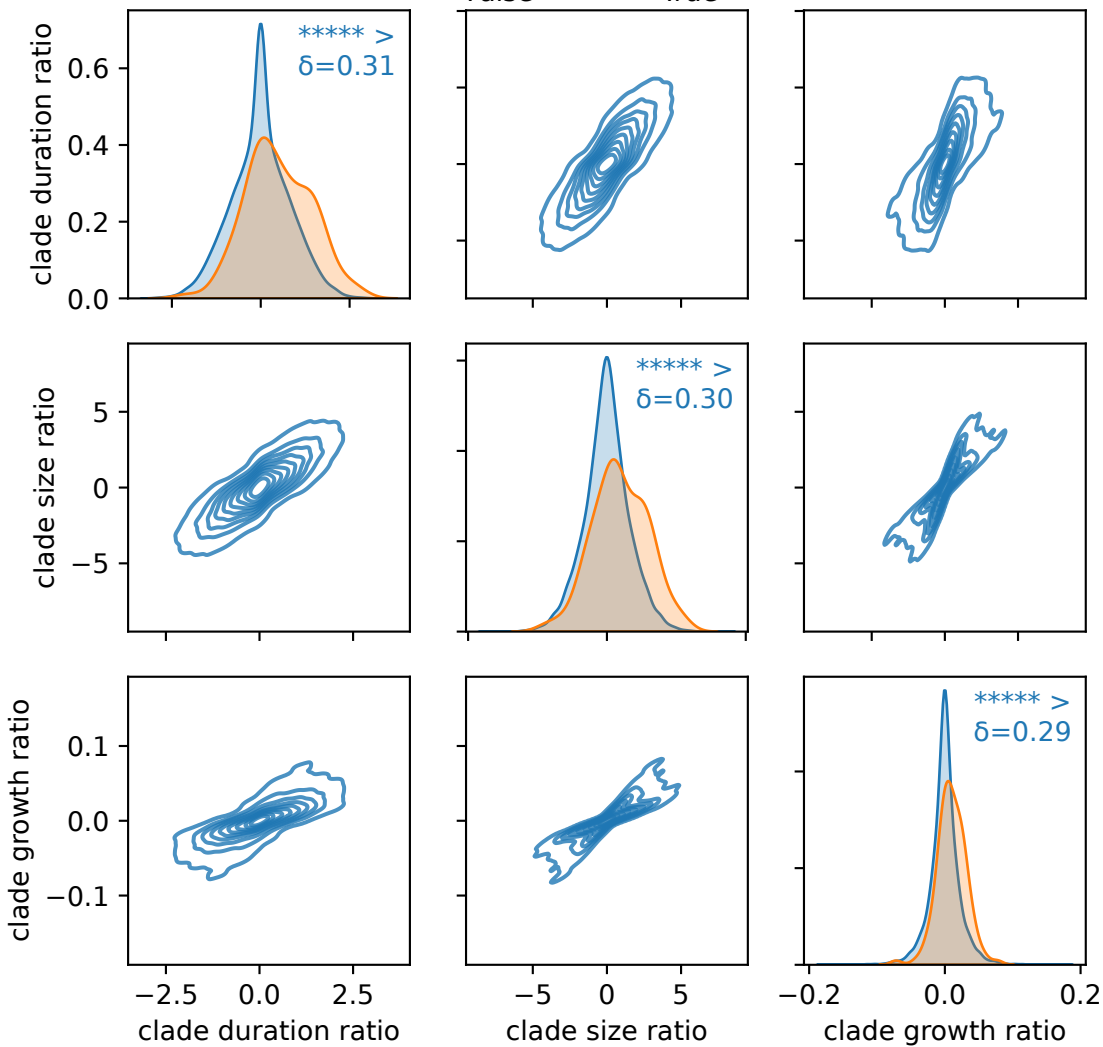 ***** >
δ=0.31
clade duration ratio
0.6
0.4
0.2
0.0
***** >
δ=0.30
clade size ratio
5
0
−5
***** >
δ=0.29
clade growth ratio
0.1
0.0
−0.1
−2.5 0.0 2.5
clade duration ratio
−5 0 5
clade size ratio
−0.2 0.0 0.2
clade growth ratio